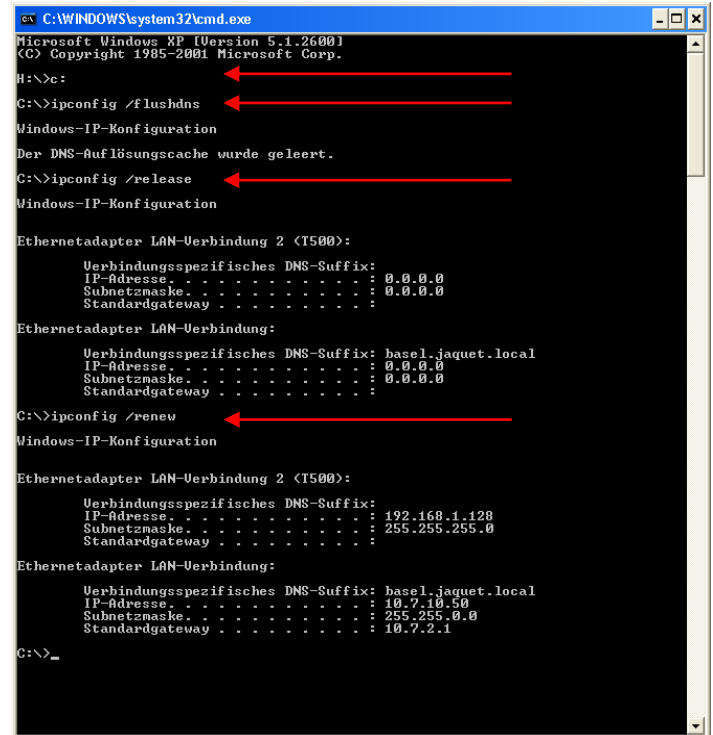 C:\WINDOWS\system32\cmd.exe
Microsoft Windows XP [Version 5.1.2600]
(C) Copyright 1985-2001 Microsoft Corp.
H:\>c:
C:\>ipconfig /flushdns
Windows-IP-Konfiguration
Der DNS-Auflösungscache wurde geleert.
C:\>ipconfig /release
Windows-IP-Konfiguration
Ethernetadapter LAN-Verbindung 2 (T500):
Verbindungsspezifisches DNS-Suffix:
IP-Adresse. . . . . . . . . . . . : 0.0.0.0
Subnetzmaske. . . . . . . . . . . : 0.0.0.0
Standardgateway . . . . . . . . . :
Ethernetadapter LAN-Verbindung:
Verbindungsspezifisches DNS-Suffix: basel.jaquet.local
IP-Adresse. . . . . . . . . . . . : 0.0.0.0
Subnetzmaske. . . . . . . . . . . : 0.0.0.0
Standardgateway . . . . . . . . . :
C:\>ipconfig /renew
Windows-IP-Konfiguration
Ethernetadapter LAN-Verbindung 2 (T500):
Verbindungsspezifisches DNS-Suffix:
IP-Adresse. . . . . . . . . . . . : 192.168.1.128
Subnetzmaske. . . . . . . . . . . : 255.255.255.0
Standardgateway . . . . . . . . . :
Ethernetadapter LAN-Verbindung:
Verbindungsspezifisches DNS-Suffix: basel.jaquet.local
IP-Adresse. . . . . . . . . . . . : 10.7.10.50
Subnetzmaske. . . . . . . . . . . : 255.255.0.0
Standardgateway . . . . . . . . . : 10.7.2.1
C:\>_